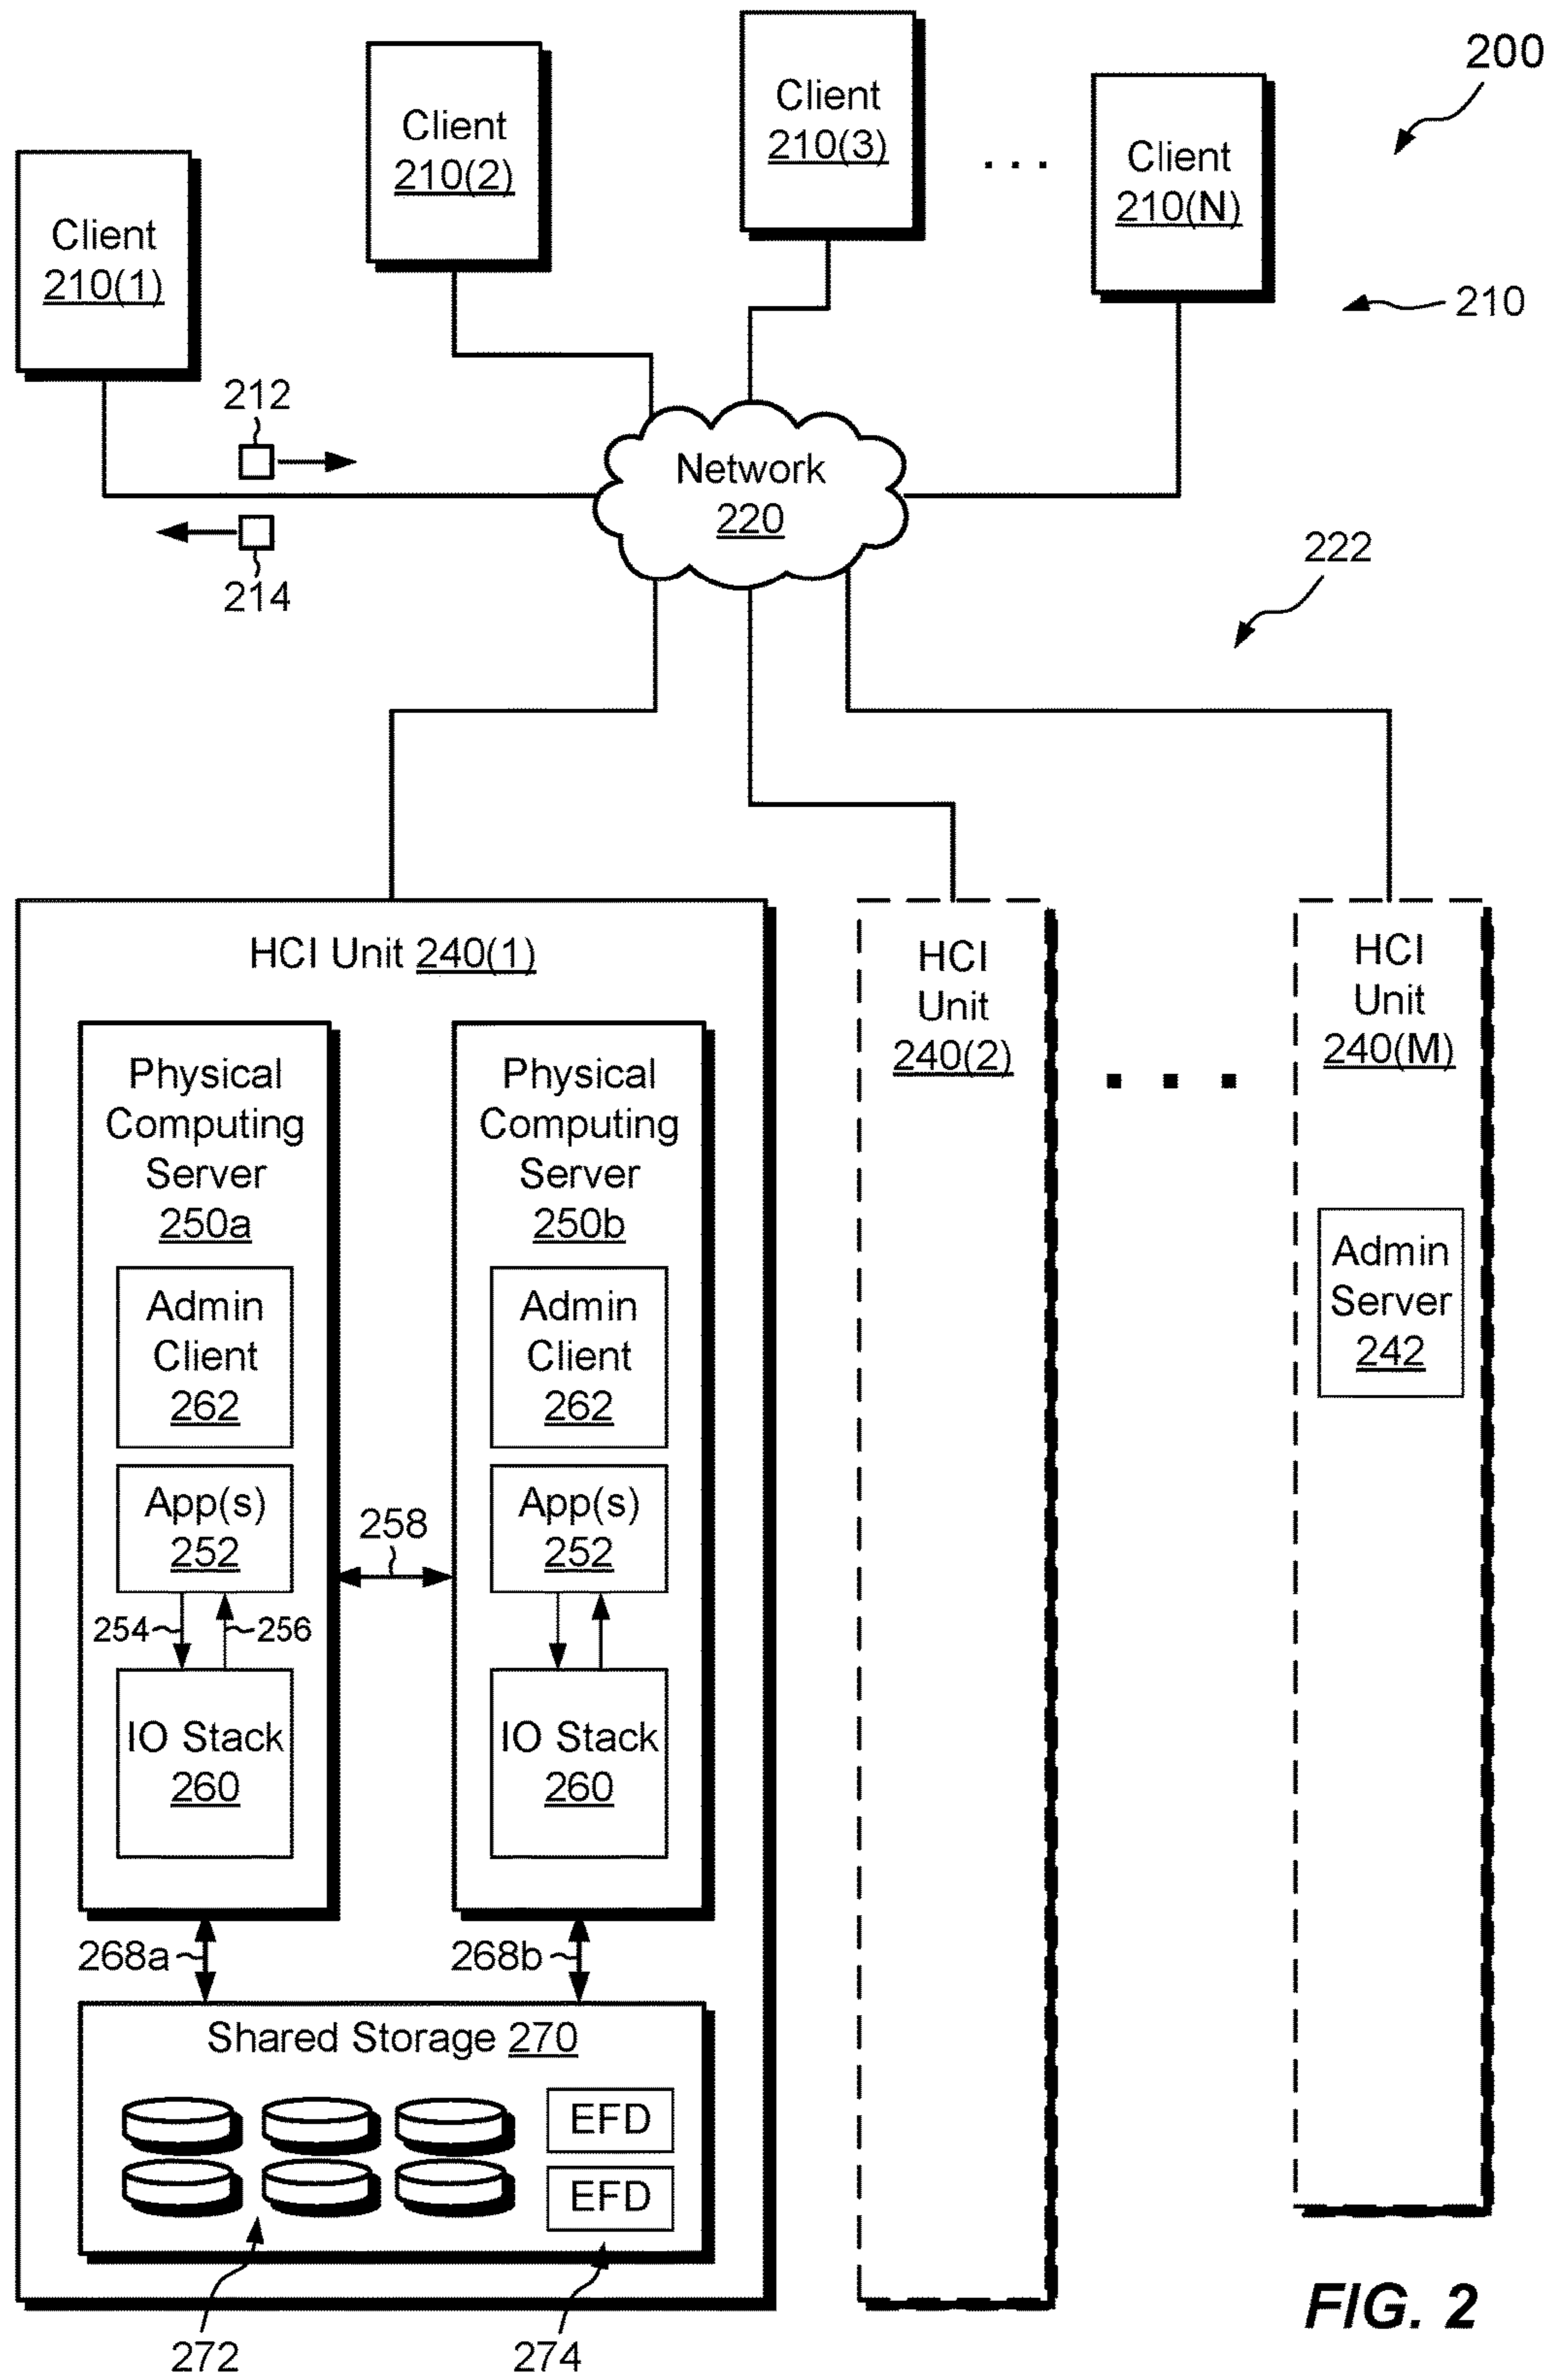 200
Client
210(1)
Client
210(2)
Client
210(3)
. . .
Client
210(N)
210
212
214
Network
220
222
HCI Unit 240(1)
Physical
Computing
Server
250a
Admin
Client
262
App(s)
252
254
256
IO Stack
260
258
Physical
Computing
Server
250b
Admin
Client
262
App(s)
252
IO Stack
260
268a
268b
Shared Storage 270
EFD
EFD
272
274
HCI
Unit
240(2)
. . .
HCI
Unit
240(M)
Admin
Server
242
FIG. 2